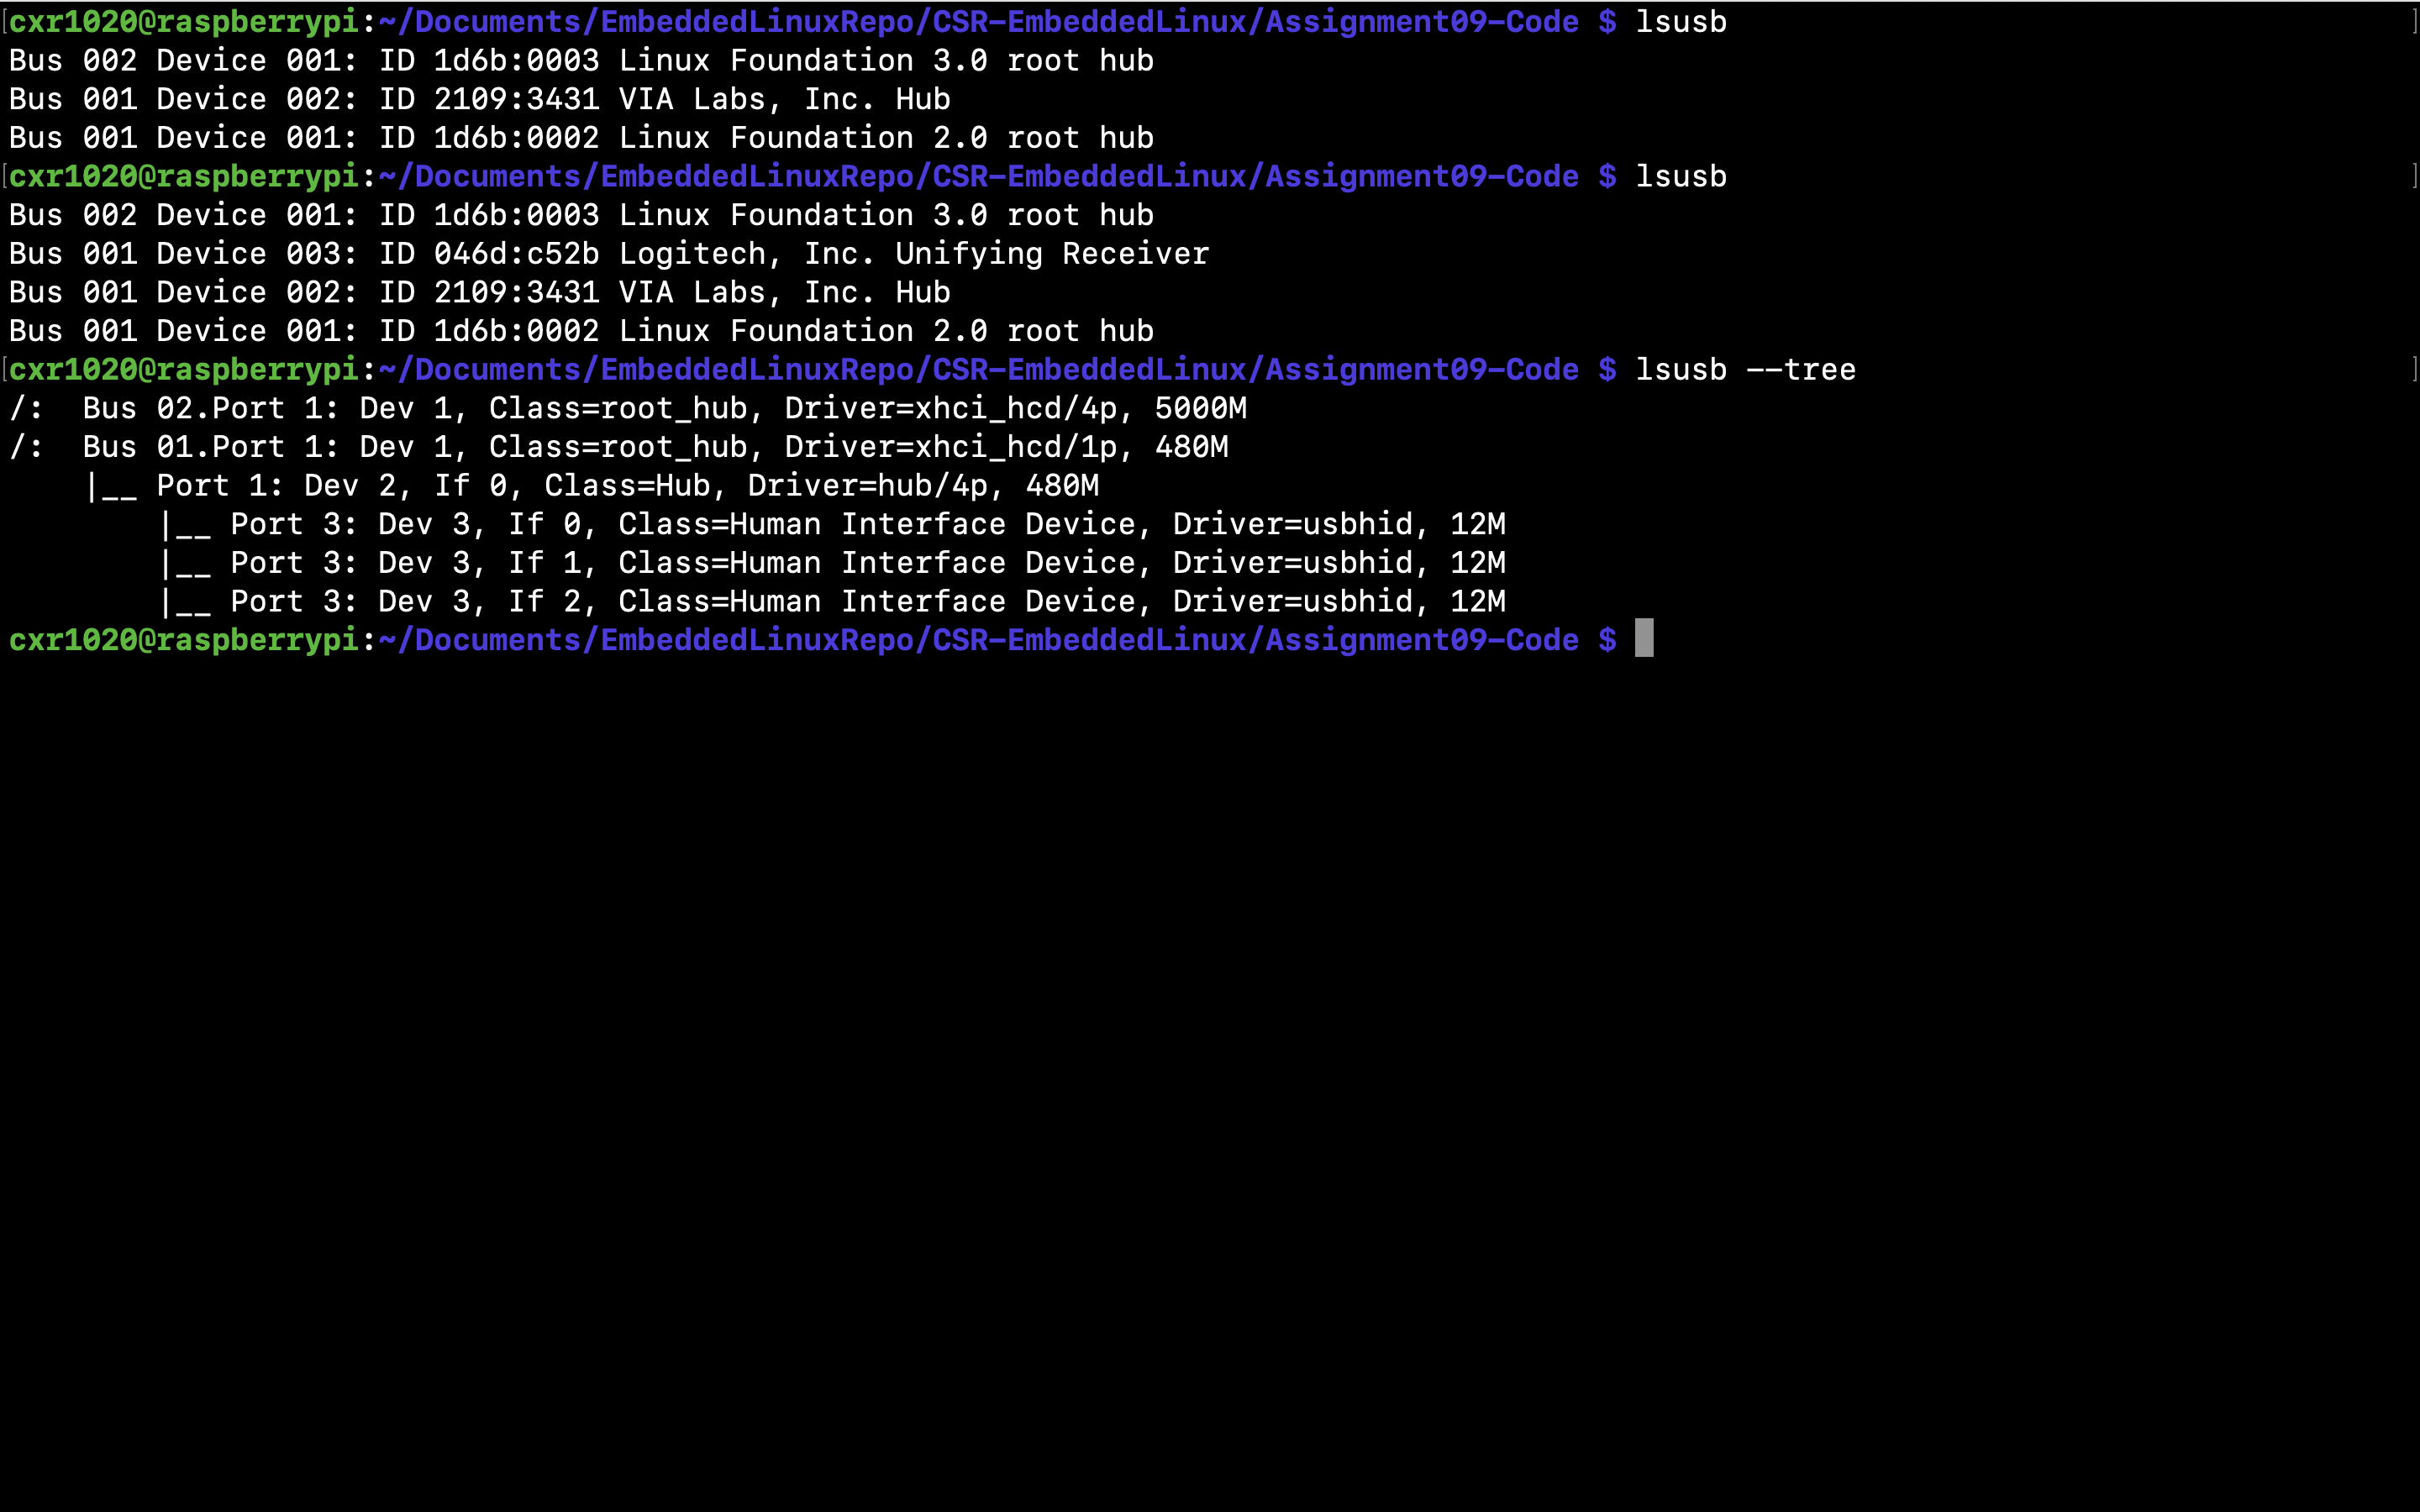 [cxr1020@raspberrypi:~/Documents/EmbeddedLinuxRepo/CSR-EmbeddedLinux/Assignment09-Code $ lsusb ]
Bus 002 Device 001: ID 1d6b:0003 Linux Foundation 3.0 root hub
Bus 001 Device 002: ID 2109:3431 VIA Labs, Inc. Hub
Bus 001 Device 001: ID 1d6b:0002 Linux Foundation 2.0 root hub
[cxr1020@raspberrypi:~/Documents/EmbeddedLinuxRepo/CSR-EmbeddedLinux/Assignment09-Code $ lsusb ]
Bus 002 Device 001: ID 1d6b:0003 Linux Foundation 3.0 root hub
Bus 001 Device 003: ID 046d:c52b Logitech, Inc. Unifying Receiver
Bus 001 Device 002: ID 2109:3431 VIA Labs, Inc. Hub
Bus 001 Device 001: ID 1d6b:0002 Linux Foundation 2.0 root hub
[cxr1020@raspberrypi:~/Documents/EmbeddedLinuxRepo/CSR-EmbeddedLinux/Assignment09-Code $ lsusb --tree ]
/:  Bus 02.Port 1: Dev 1, Class=root_hub, Driver=xhci_hcd/4p, 5000M
/:  Bus 01.Port 1: Dev 1, Class=root_hub, Driver=xhci_hcd/1p, 480M
    |__ Port 1: Dev 2, If 0, Class=Hub, Driver=hub/4p, 480M
        |__ Port 3: Dev 3, If 0, Class=Human Interface Device, Driver=usbhid, 12M
        |__ Port 3: Dev 3, If 1, Class=Human Interface Device, Driver=usbhid, 12M
        |__ Port 3: Dev 3, If 2, Class=Human Interface Device, Driver=usbhid, 12M
cxr1020@raspberrypi:~/Documents/EmbeddedLinuxRepo/CSR-EmbeddedLinux/Assignment09-Code $